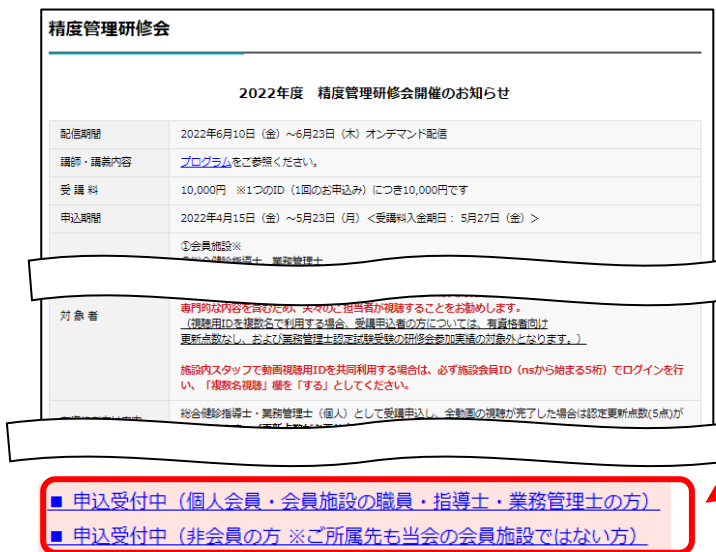 精度管理研修会
2022年度　精度管理研修会開催のお知らせ
配信期間 2022年6月10日（金）～6月23日（木）オンデマンド配信
講師・講義内容 プログラムをご参照ください。
受 講 料 10,000円　※1つのID（1回のお申込み）につき10,000円です
申込期間 2022年4月15日（金）～5月23日（月）＜受講料入金期日： 5月27日（金）＞
①会員施設※
対 象 者
専門的な内容を含むため、夫々のご担当者が視聴することをお勧めします。
（視聴用IDを複数名で利用する場合、受講申込者の方については、有資格者向け
更新点数なし、および業務管理士認定試験受験の研修会参加実績の対象外となります。）
施設内スタッフで動画視聴用IDを共同利用する場合は、必ず施設会員ID（nsから始まる5桁）でログインを行
い、「複数名視聴」欄を「する」としてください。
総合健診指導士・業務管理士（個人）として受講申込し、全動画の視聴が完了した場合は認定更新点数(5点)が
■ 申込受付中（個人会員・会員施設の職員・指導士・業務管理士の方）
■ 申込受付中（非会員の方 ※ご所属先も当会の会員施設ではない方）